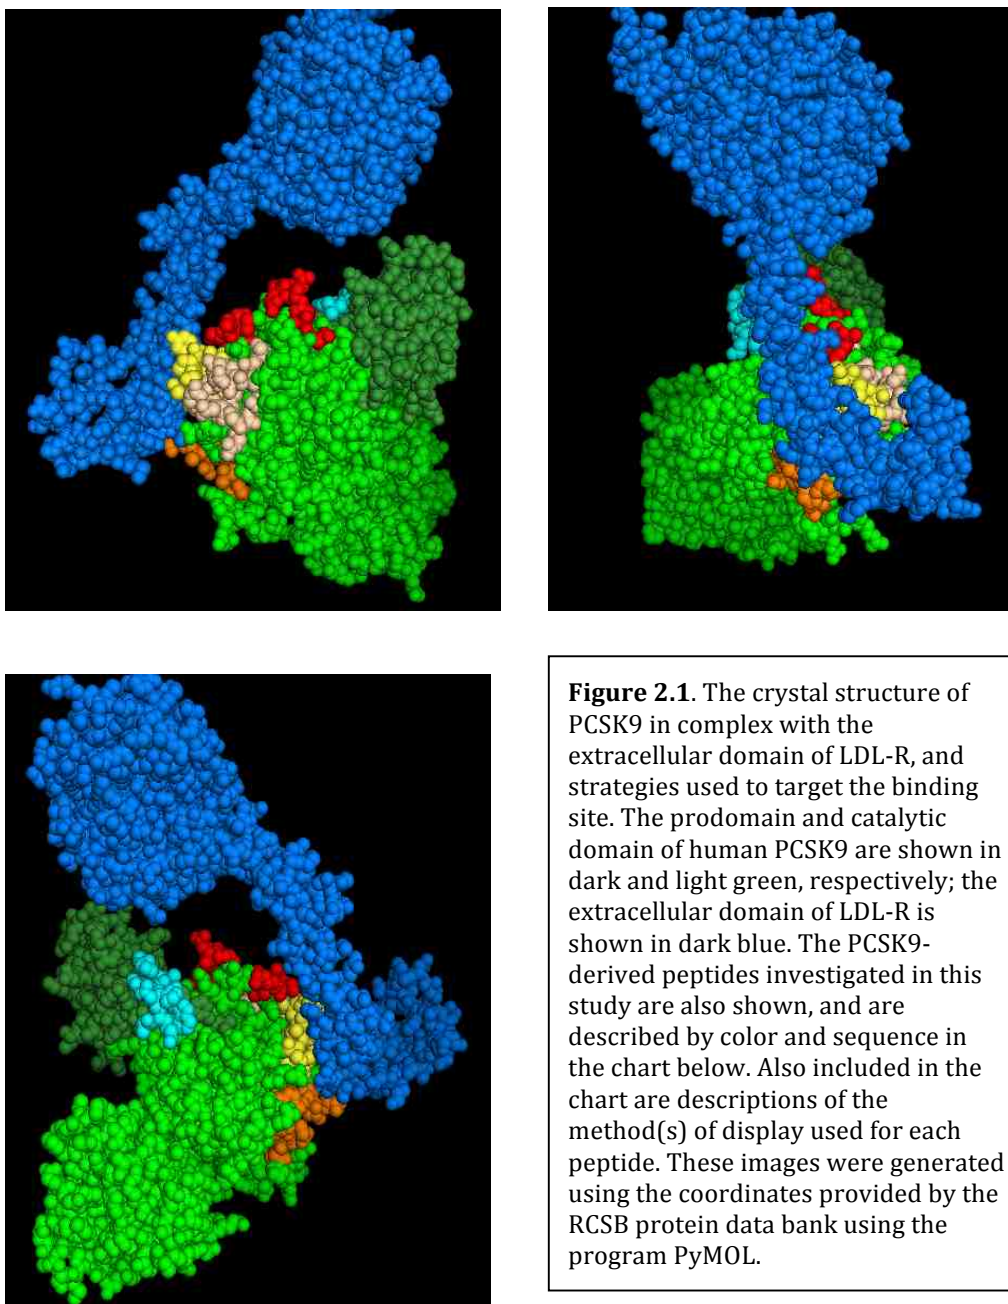 Figure 2.1. The crystal structure of
PCSK9 in complex with the
extracellular domain of LDL-R, and
strategies used to target the binding
site. The prodomain and catalytic
domain of human PCSK9 are shown in
dark and light green, respectively; the
extracellular domain of LDL-R is
shown in dark blue. The PCSK9-
derived peptides investigated in this
study are also shown, and are
described by color and sequence in
the chart below. Also included in the
chart are descriptions of the
method(s) of display used for each
peptide. These images were generated
using the coordinates provided by the
RCSB protein data bank using the
program PyMOL.